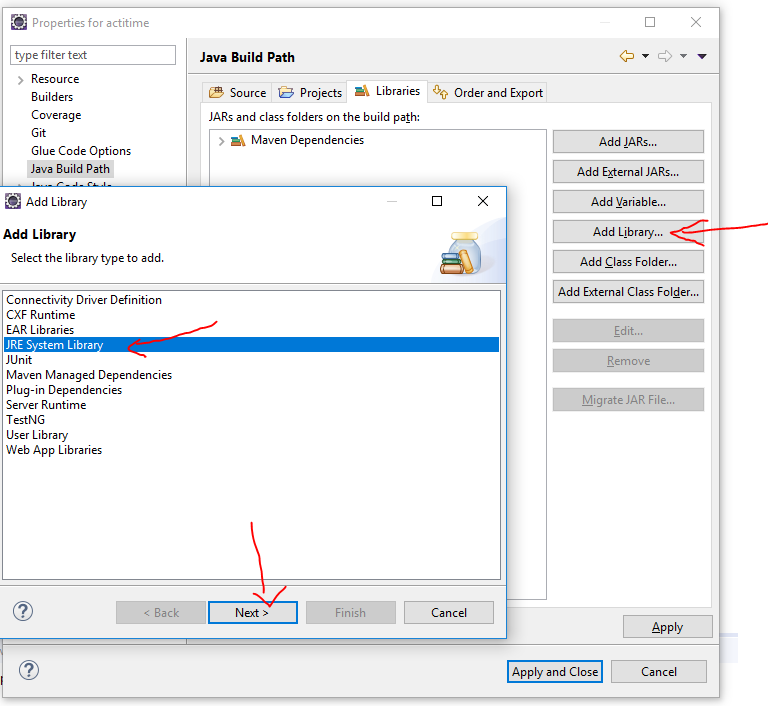 Properties for actitime
type filter text
Resource
Builders
Coverage
Git
Glue Code Options
Java Build Path
Java Code Style
Java Build Path
Source
Projects
Libraries
Order and Export
JARs and class folders on the build path:
Maven Dependencies
Add JARs...
Add External JARs...
Add Variable...
Add Library...
Add Class Folder...
Add External Class Folder...
Edit...
Remove
Migrate JAR File...
Add Library
Add Library
Select the library type to add.
Connectivity Driver Definition
CXF Runtime
EAR Libraries
JRE System Library
JUnit
Maven Managed Dependencies
Plug-in Dependencies
Server Runtime
TestNG
User Library
Web App Libraries
?
< Back
Next >
Finish
Cancel
Apply
?
Apply and Close
Cancel